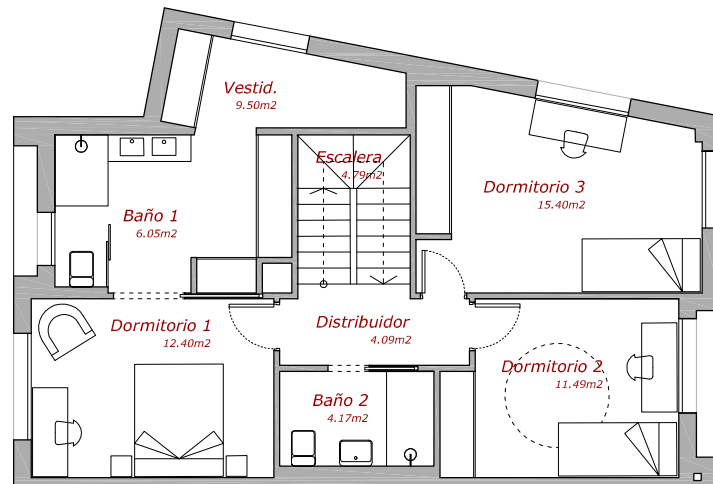 Vestid.
9.50m2
Escalera
4.79m2
Dormitorio 3
15.40m2
Baño 1
6.05m2
Dormitorio 1
12.40m2
Distribuidor
4.09m2
Dormitorio 2
11.49m2
Baño 2
4.17m2